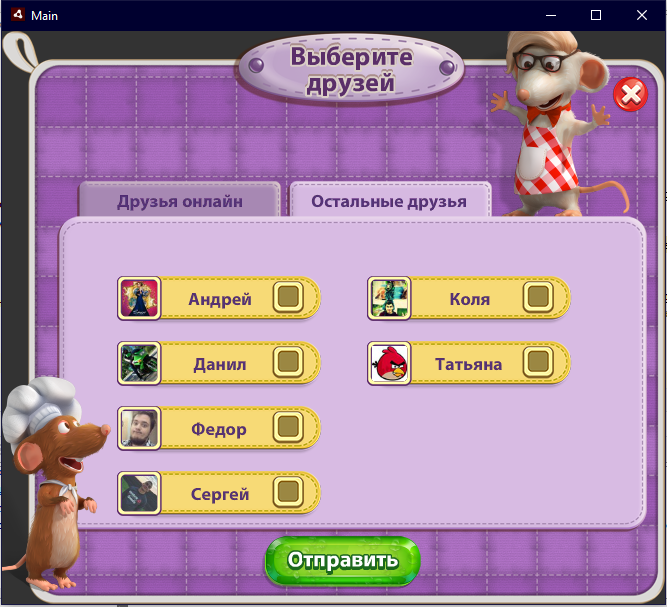 Main
Выберите
друзей
Друзья онлайн
Остальные друзья
Андрей
Коля
Данил
Татьяна
Федор
Сергей
Отправить